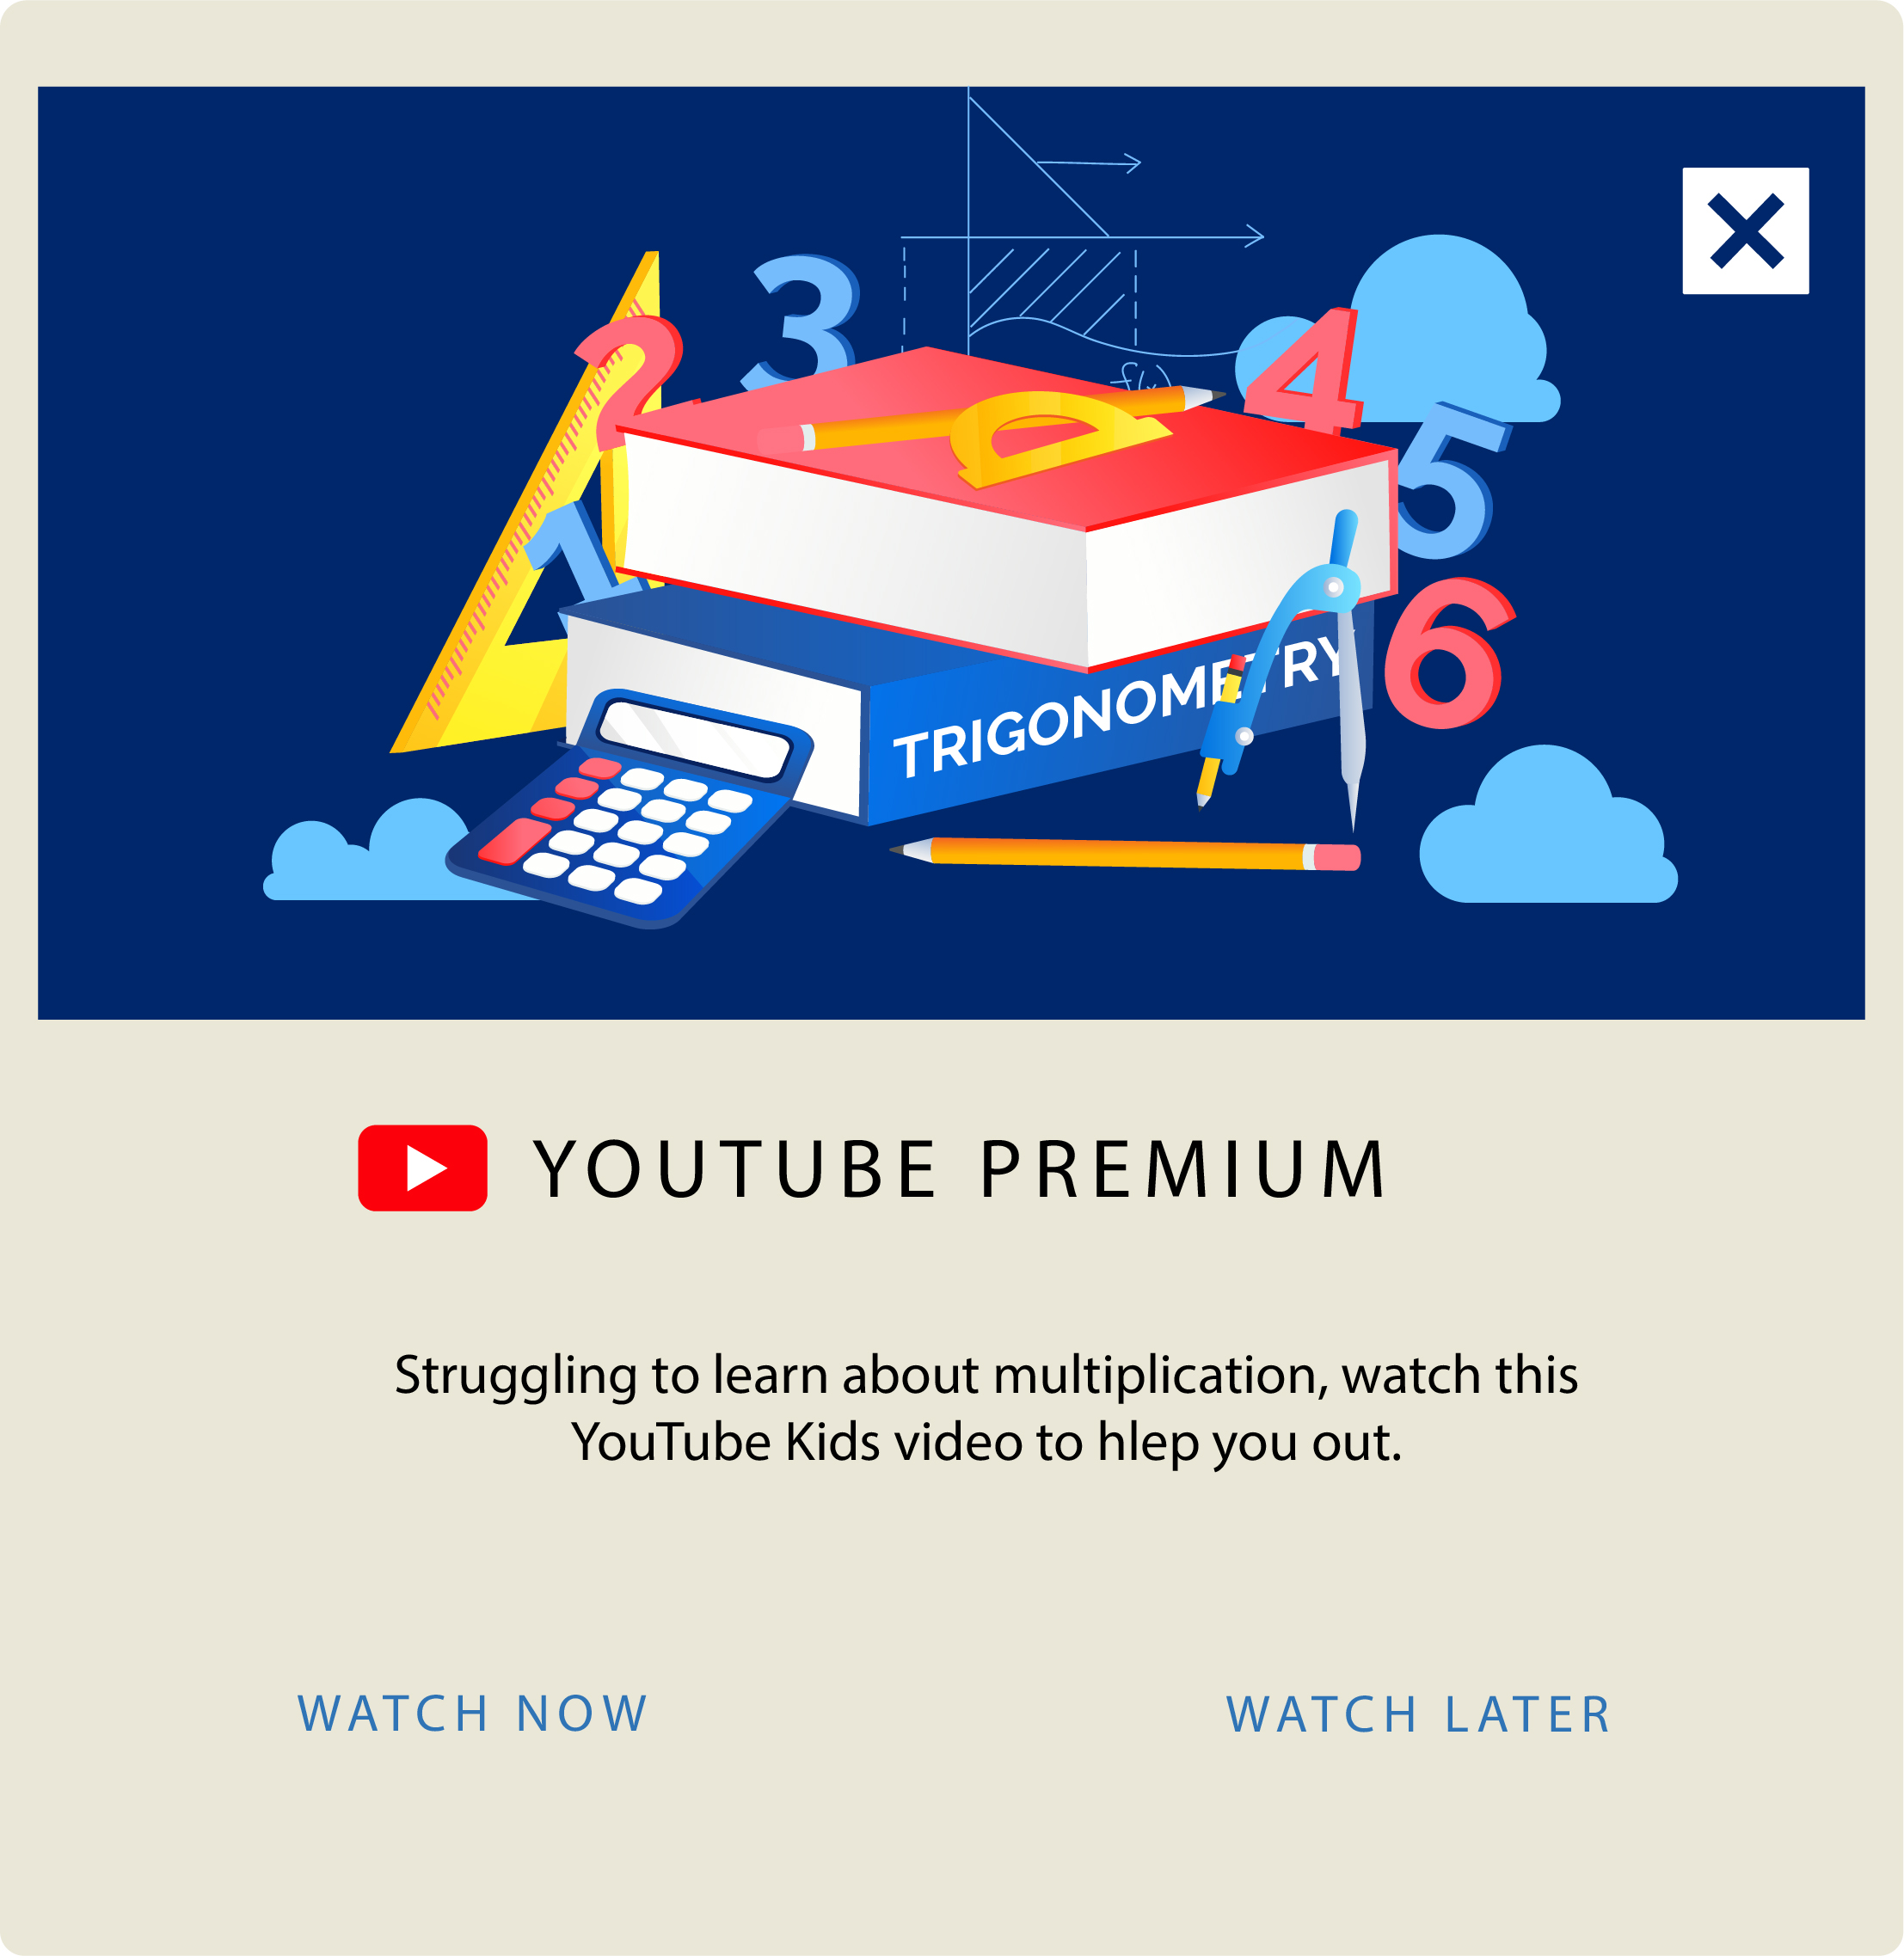 3
2
4
5
1
6
TRIGONOMETRY
YOUTUBE PREMIUM
Struggling to learn about multiplication, watch this
YouTube Kids video to hlep you out.
WATCH NOW
WATCH LATER